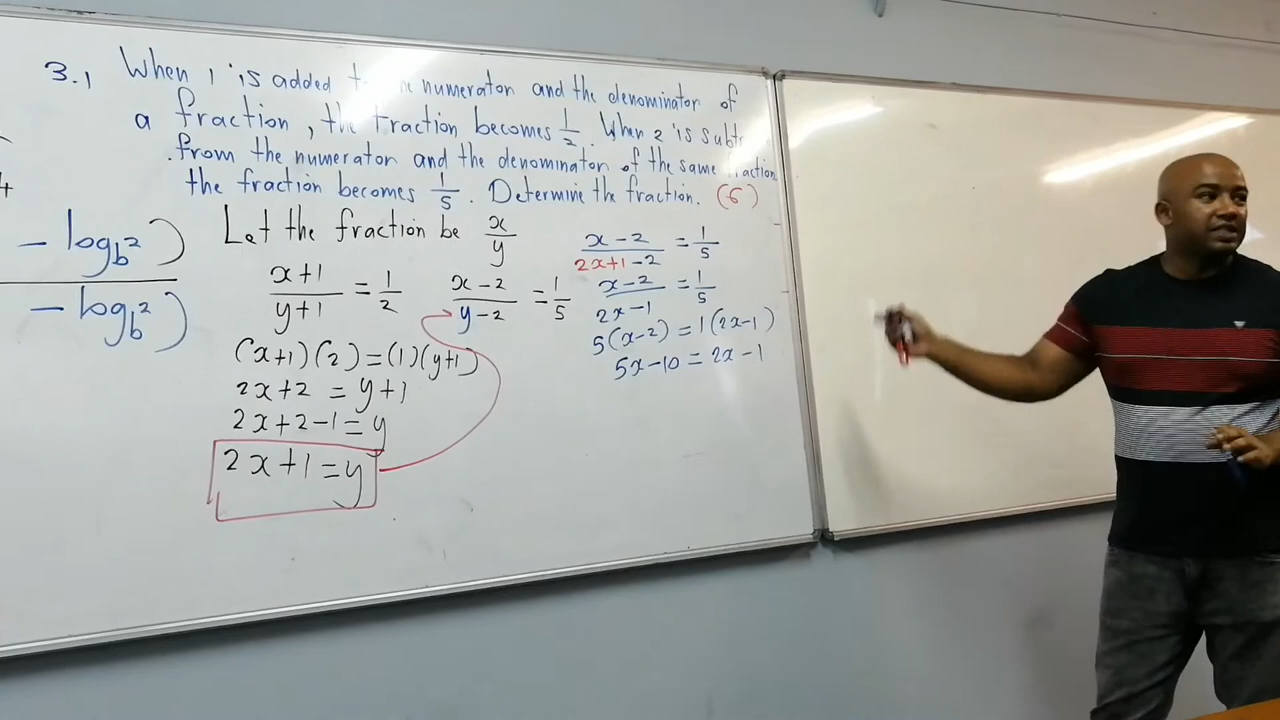 3.1 When 1 is added t e numerator and the denominator of
a fraction, the fraction becomes 1/2. When 2 is subtr
from the numerator and the denominator of the same fraction
the fraction becomes 1/5. Determine the fraction. (6)
4
- log_b 2)
- log_b 2)
Let the fraction be x/y
(x+1)/(y+1) = 1/2
(x+1)(2) = (1)(y+1)
2x+2 = y+1
2x+2-1 = y
2x+1 = y
(x-2)/(y-2) = 1/5
(x-2)/(2x+1-2) = 1/5
(x-2)/(2x-1) = 1/5
5(x-2) = 1(2x-1)
5x-10 = 2x-1